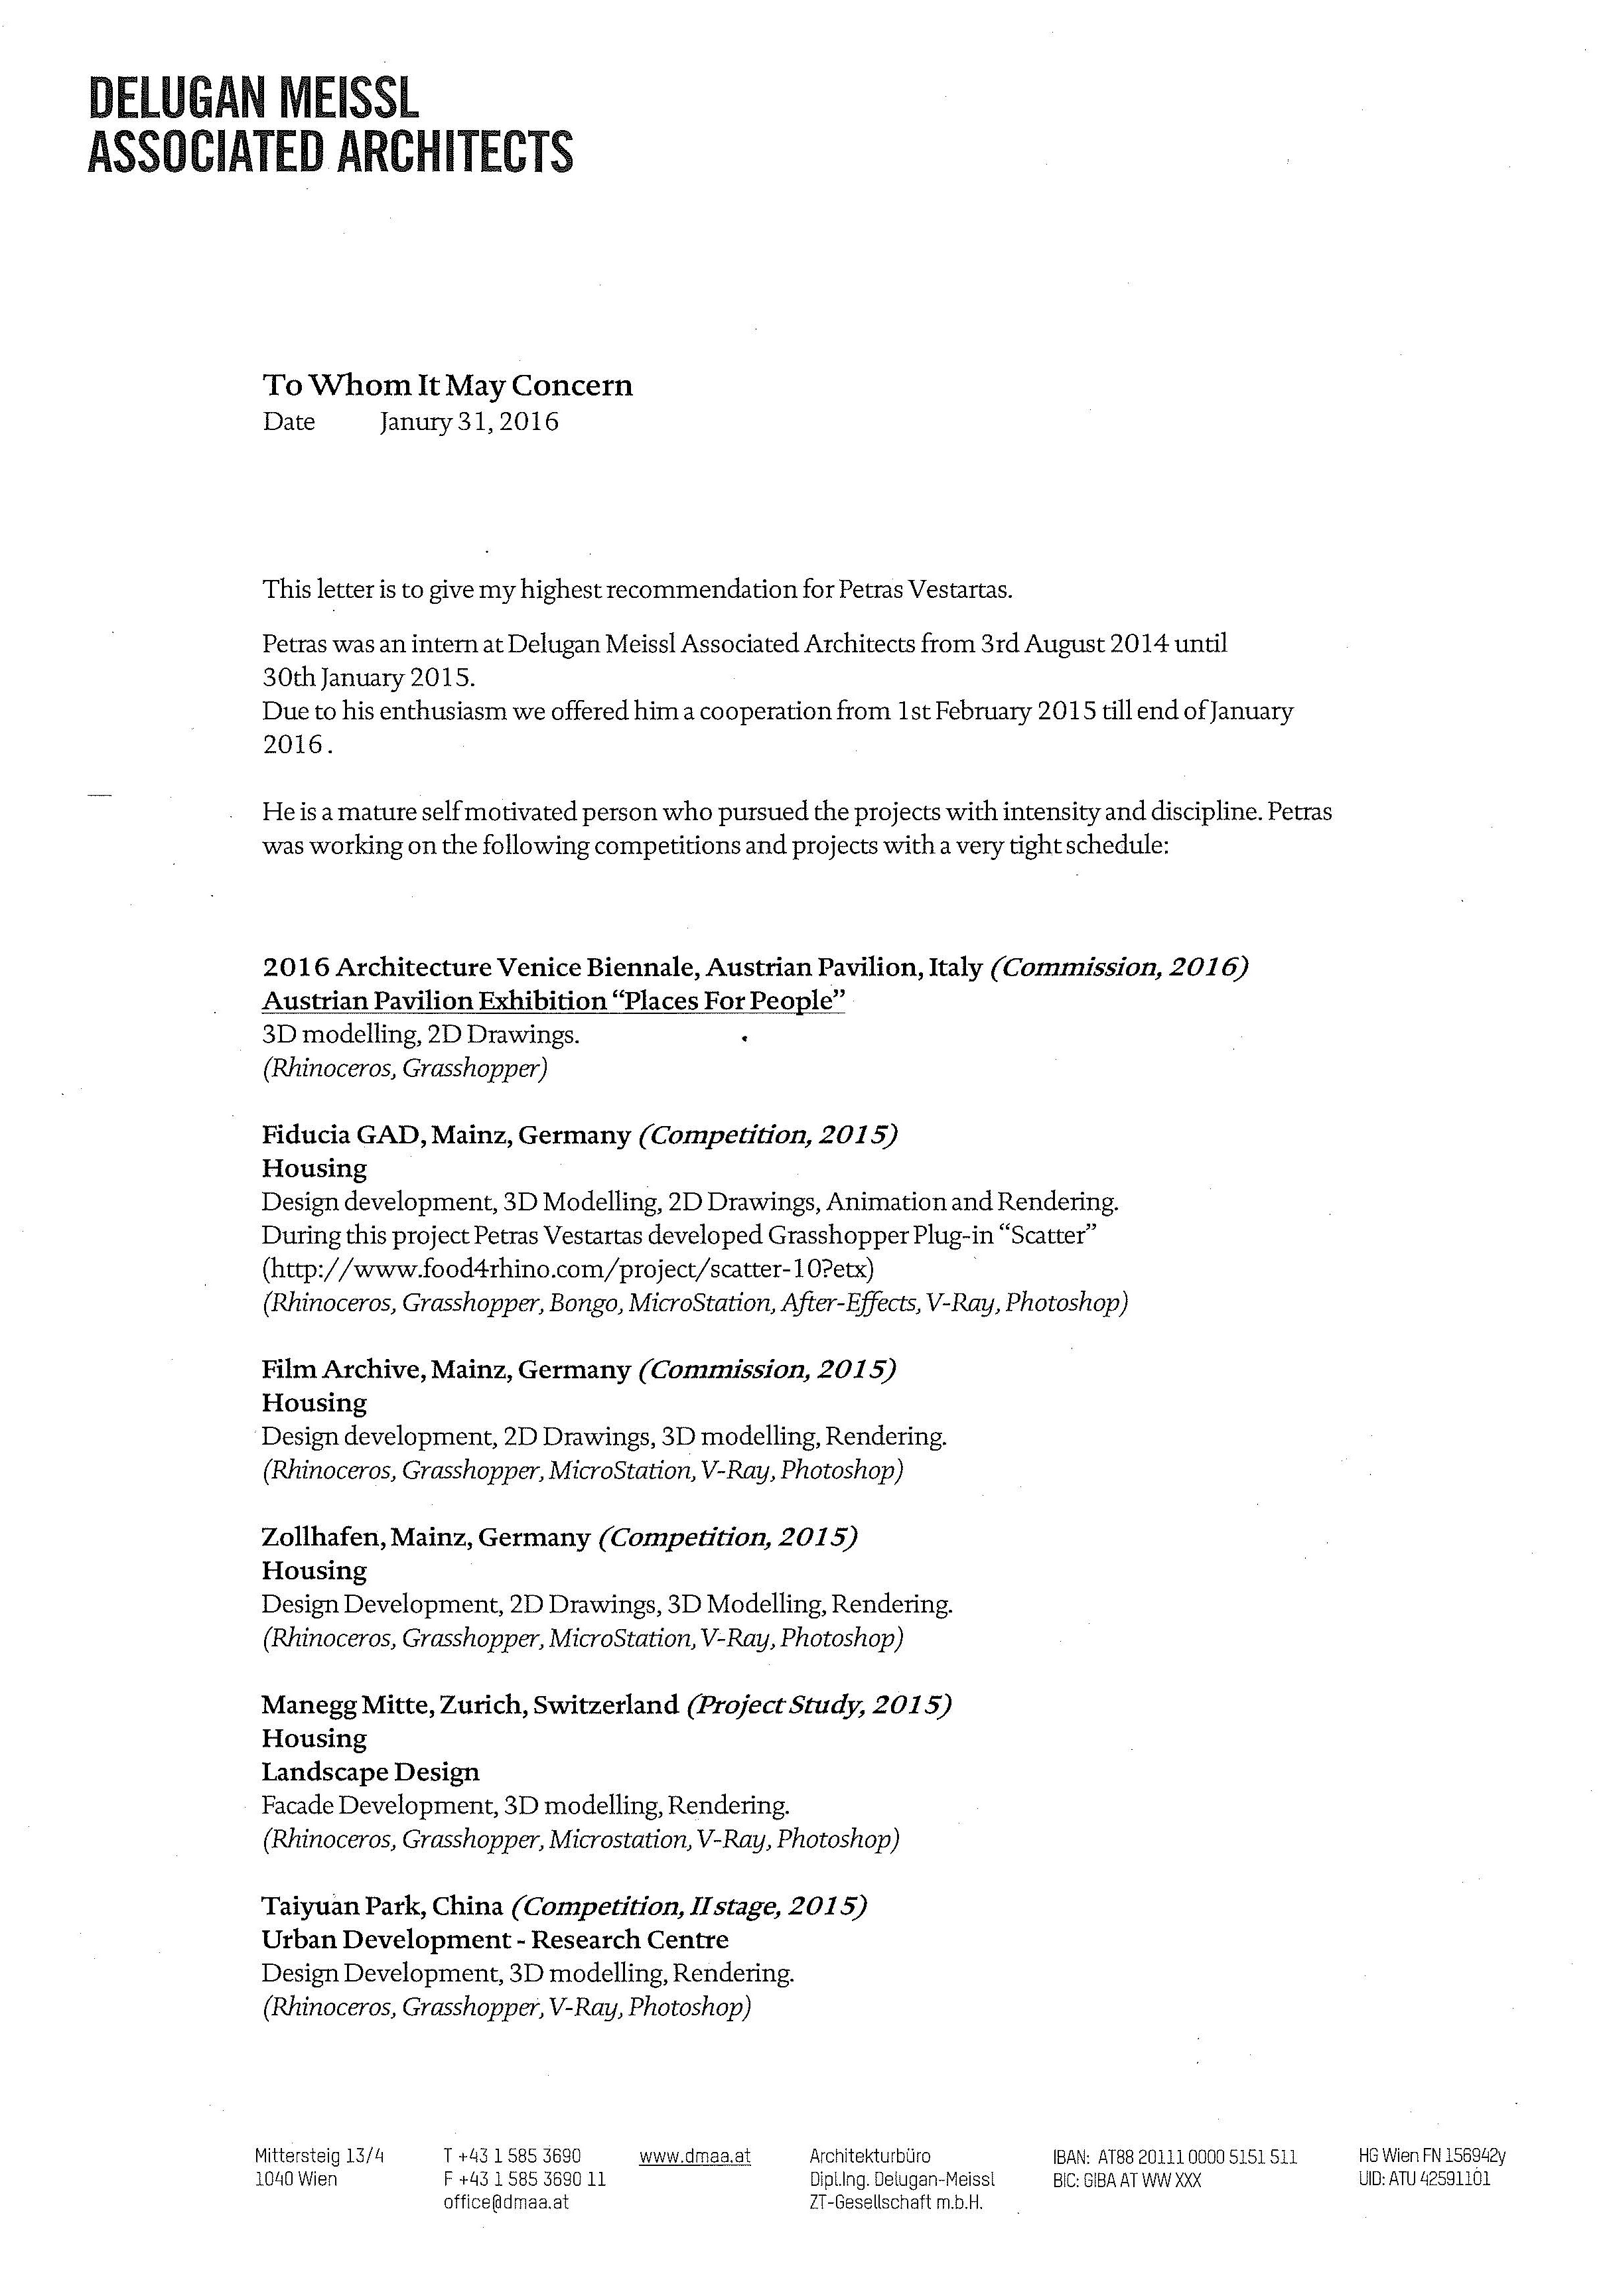 DELUGAN MEISSL
ASSOCIATED ARCHITECTS
To Whom It May Concern
Date Janury 31, 2016
This letter is to give my highest recommendation for Petras Vestartas.
Petras was an intern at Delugan Meissl Associated Architects from 3rd August 2014 until
30th January 2015.
Due to his enthusiasm we offered him a cooperation from 1st February 2015 till end of January
2016.
He is a mature self motivated person who pursued the projects with intensity and discipline. Petras
was working on the following competitions and projects with a very tight schedule:
2016 Architecture Venice Biennale, Austrian Pavilion, Italy (Commission, 2016)
Austrian Pavilion Exhibition “Places For People”
3D modelling, 2D Drawings.
(Rhinoceros, Grasshopper)
Fiducia GAD, Mainz, Germany (Competition, 2015)
Housing
Design development, 3D Modelling, 2D Drawings, Animation and Rendering.
During this project Petras Vestartas developed Grasshopper Plug-in “Scatter”
(http://www.food4rhino.com/project/scatter-10?etx)
(Rhinoceros, Grasshopper, Bongo, MicroStation, After-Effects, V-Ray, Photoshop)
Film Archive, Mainz, Germany (Commission, 2015)
Housing
Design development, 2D Drawings, 3D modelling, Rendering.
(Rhinoceros, Grasshopper, MicroStation, V-Ray, Photoshop)
Zollhafen, Mainz, Germany (Competition, 2015)
Housing
Design Development, 2D Drawings, 3D Modelling, Rendering.
(Rhinoceros, Grasshopper, MicroStation, V-Ray, Photoshop)
Manegg Mitte, Zurich, Switzerland (Project Study, 2015)
Housing
Landscape Design
Facade Development, 3D modelling, Rendering.
(Rhinoceros, Grasshopper, Microstation, V-Ray, Photoshop)
Taiyuan Park, China (Competition, II stage, 2015)
Urban Development - Research Centre
Design Development, 3D modelling, Rendering.
(Rhinoceros, Grasshopper, V-Ray, Photoshop)
Mittersteig 13/4 T +43 1 585 3690 www.dmaa.at Architekturbüro IBAN: AT88 20111 0000 5151 511 HG Wien FN 156942y
1040 Wien F +43 1 585 3690 11 Dipl.Ing. Delugan-Meissl BIC: GIBA AT WW XXX UID: ATU 42591101
office@dmaa.at ZT-Gesellschaft m.b.H.